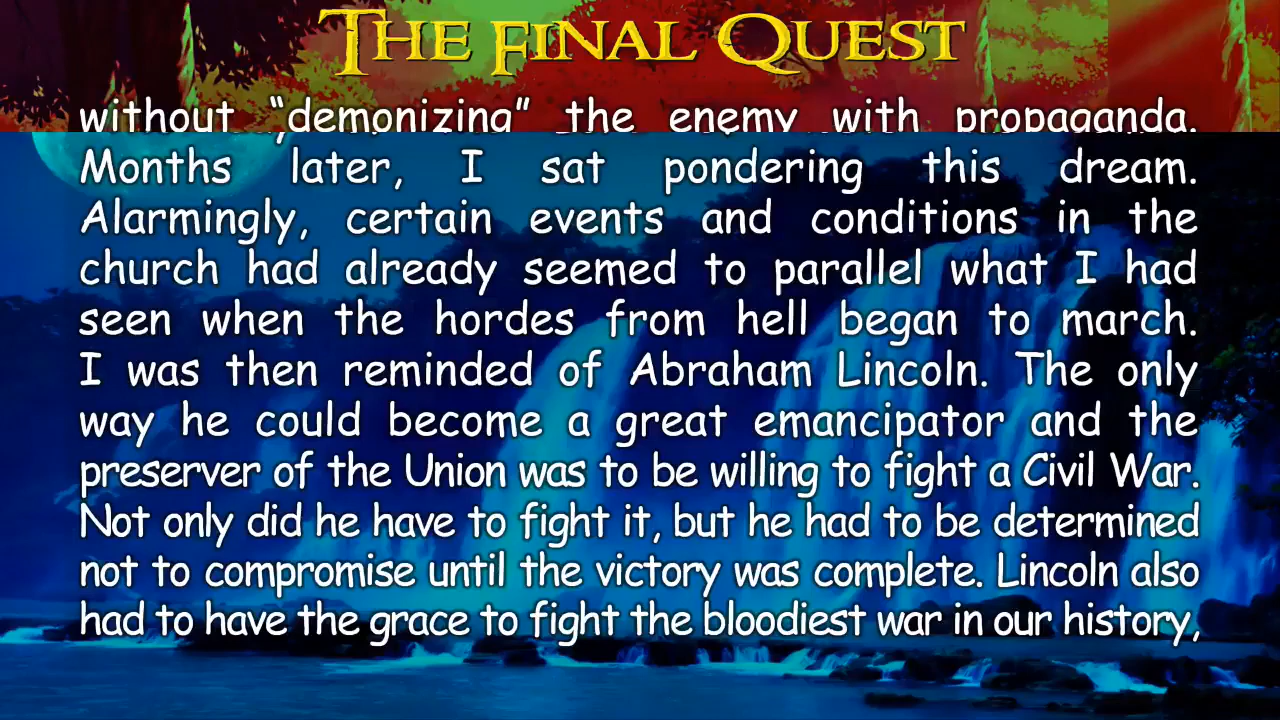 THE FINAL QUEST
without “demonizing” the enemy with propaganda.
Months later, I sat pondering this dream.
Alarmingly, certain events and conditions in the
church had already seemed to parallel what I had
seen when the hordes from hell began to march.
I was then reminded of Abraham Lincoln. The only
way he could become a great emancipator and the
preserver of the Union was to be willing to fight a Civil War.
Not only did he have to fight it, but he had to be determined
not to compromise until the victory was complete. Lincoln also
had to have the grace to fight the bloodiest war in our history,